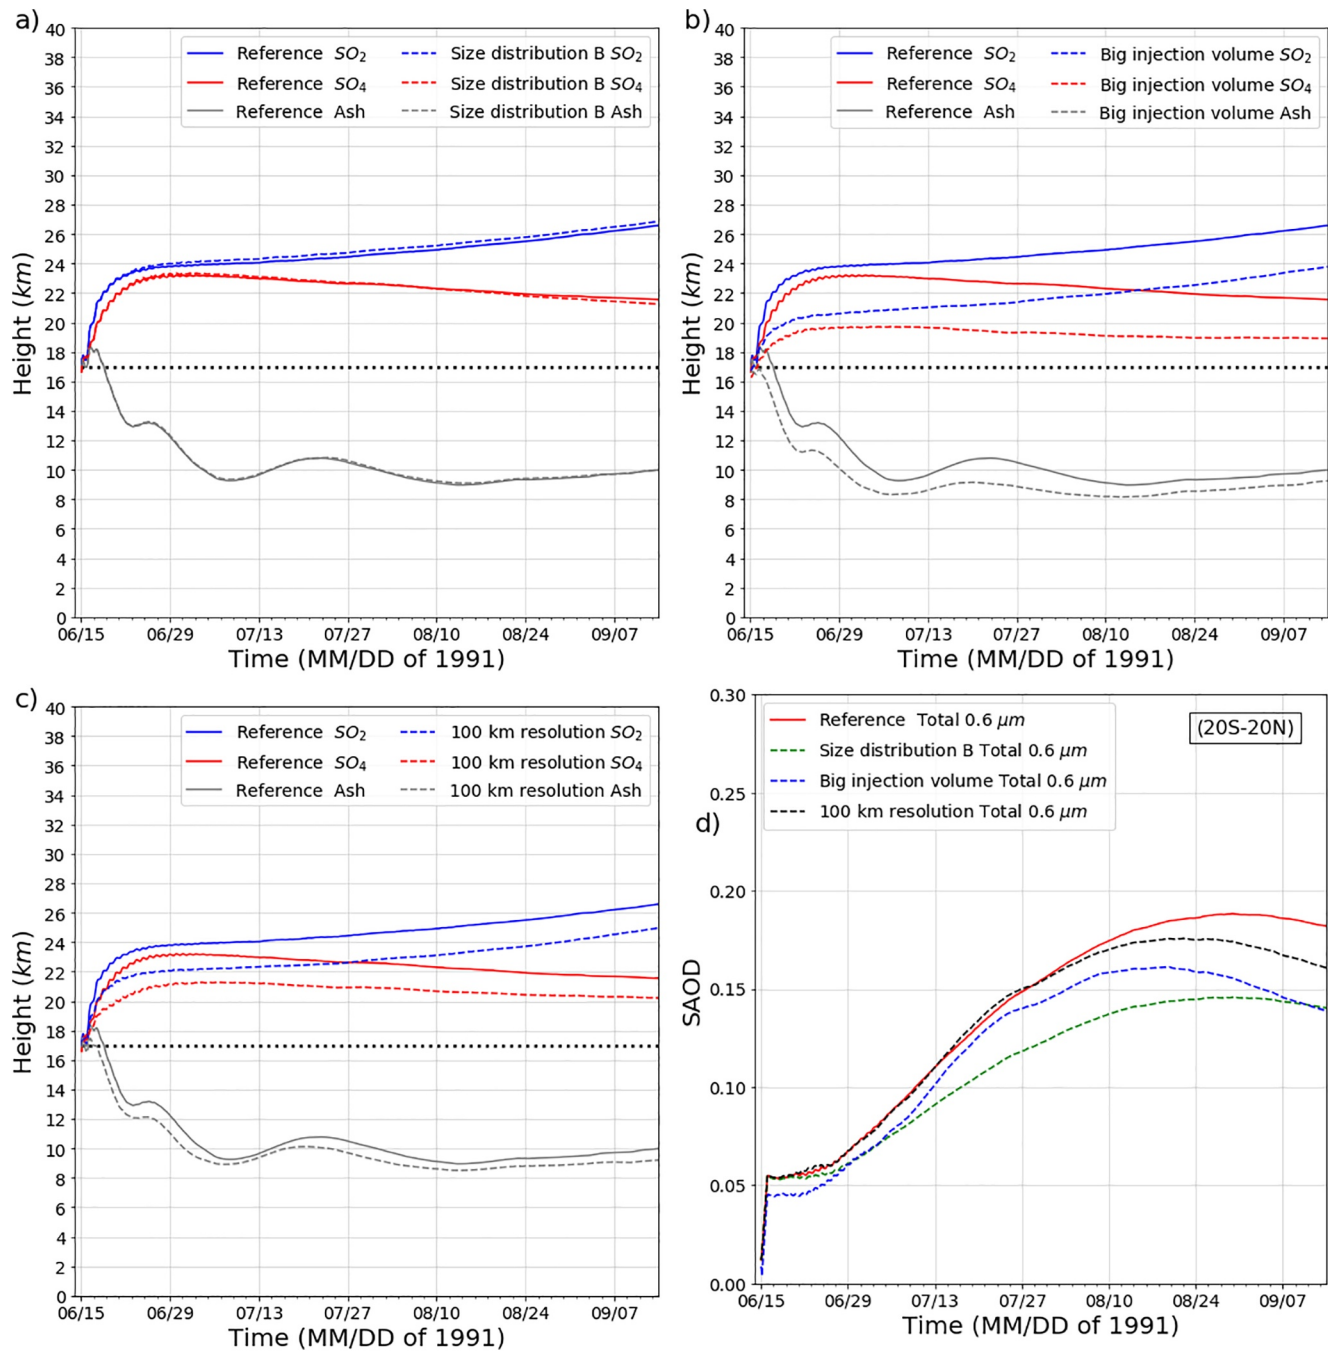 a)
Reference SO2
Size distribution B SO2
Reference SO4
Size distribution B SO4
Reference Ash
Size distribution B Ash
40
38
36
34
32
30
28
26
24
22
20
18
16
14
12
10
8
6
4
2
0
Height (km)
06/15 06/29 07/13 07/27 08/10 08/24 09/07
Time (MM/DD of 1991)
b)
Reference SO2
Big injection volume SO2
Reference SO4
Big injection volume SO4
Reference Ash
Big injection volume Ash
40
38
36
34
32
30
28
26
24
22
20
18
16
14
12
10
8
6
4
2
0
Height (km)
06/15 06/29 07/13 07/27 08/10 08/24 09/07
Time (MM/DD of 1991)
c)
Reference SO2
100 km resolution SO2
Reference SO4
100 km resolution SO4
Reference Ash
100 km resolution Ash
40
38
36
34
32
30
28
26
24
22
20
18
16
14
12
10
8
6
4
2
0
Height (km)
06/15 06/29 07/13 07/27 08/10 08/24 09/07
Time (MM/DD of 1991)
d)
Reference Total 0.6 μm
Size distribution B Total 0.6 μm
Big injection volume Total 0.6 μm
100 km resolution Total 0.6 μm
(20S-20N)
0.30
0.25
0.20
0.15
0.10
0.05
0.00
SAOD
06/15 06/29 07/13 07/27 08/10 08/24 09/07
Time (MM/DD of 1991)